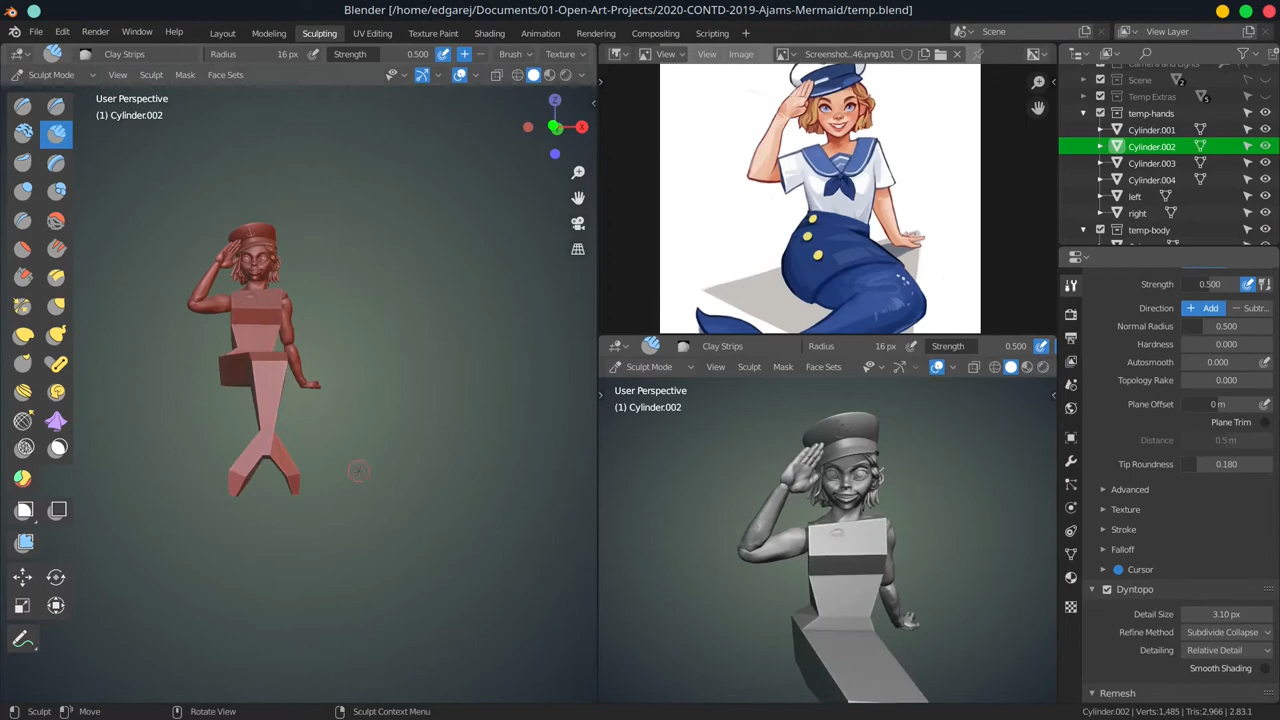 Blender [/home/edgarej/Documents/01-Open-Art-Projects/2020-CONTD-2019-Ajams-Mermaid/temp.blend]
File Edit Render Window Help Layout Modeling Sculpting UV Editing Texture Paint Shading Animation Rendering Compositing Scripting + Scene View Layer
Clay Strips Radius 16 px Strength 0.500 Brush Texture
View View Image Screenshot...46.png.001
Sculpt Mode View Sculpt Mask Face Sets
User Perspective
(1) Cylinder.002
Z
X
Scene 2
Temp Extras 5
temp-hands
Cylinder.001
Cylinder.002
Cylinder.003
Cylinder.004
left
right
temp-body
Clay Strips Radius 16 px Strength 0.500
Sculpt Mode View Sculpt Mask Face Sets
User Perspective
(1) Cylinder.002
Strength 0.500
Direction + Add — Subtr...
Normal Radius 0.500
Hardness 0.000
Autosmooth 0.000
Topology Rake 0.000
Plane Offset 0 m
Plane Trim
Distance 0.5 m
Tip Roundness 0.180
Advanced
Texture
Stroke
Falloff
Cursor
Dyntopo
Detail Size 3.10 px
Refine Method Subdivide Collapse
Detailing Relative Detail
Smooth Shading
Remesh
Sculpt Move Rotate View Sculpt Context Menu Cylinder.002 | Verts:1,485 | Tris:2,966 | 2.83.1